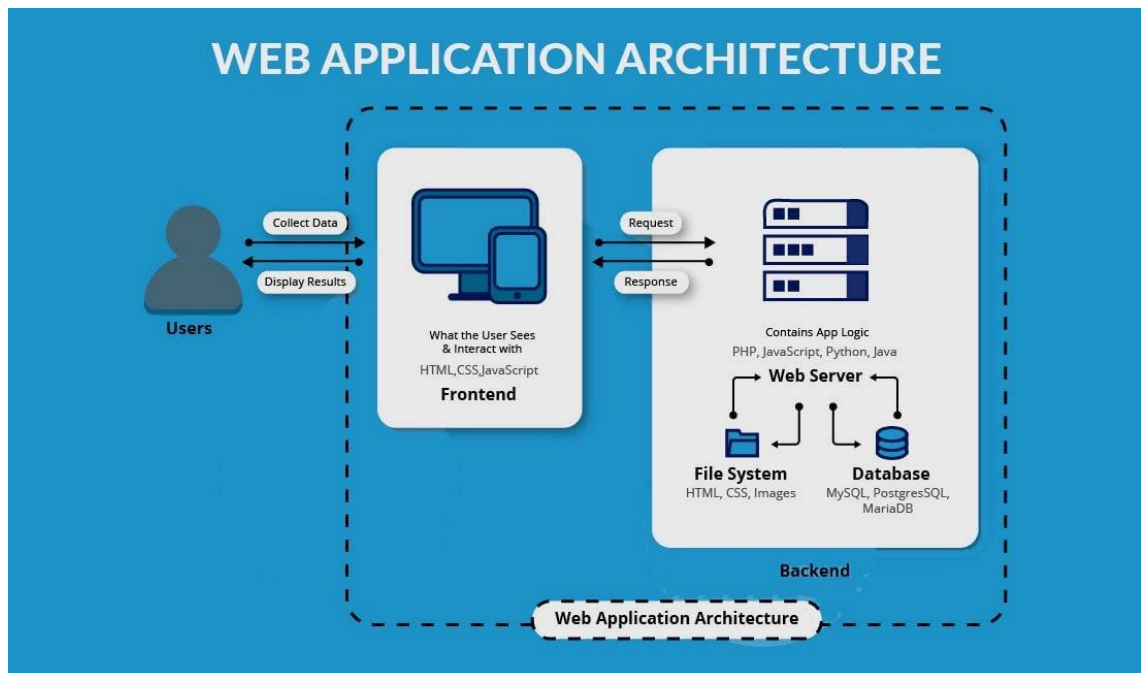 WEB APPLICATION ARCHITECTURE
Collect Data
Display Results
Users
What the User Sees
& Interact with
HTML,CSS,JavaScript
Frontend
Request
Response
Contains App Logic
PHP, JavaScript, Python, Java
Web Server
File System
HTML, CSS, Images
Database
MySQL, PostgresSQL,
MariaDB
Backend
Web Application Architecture